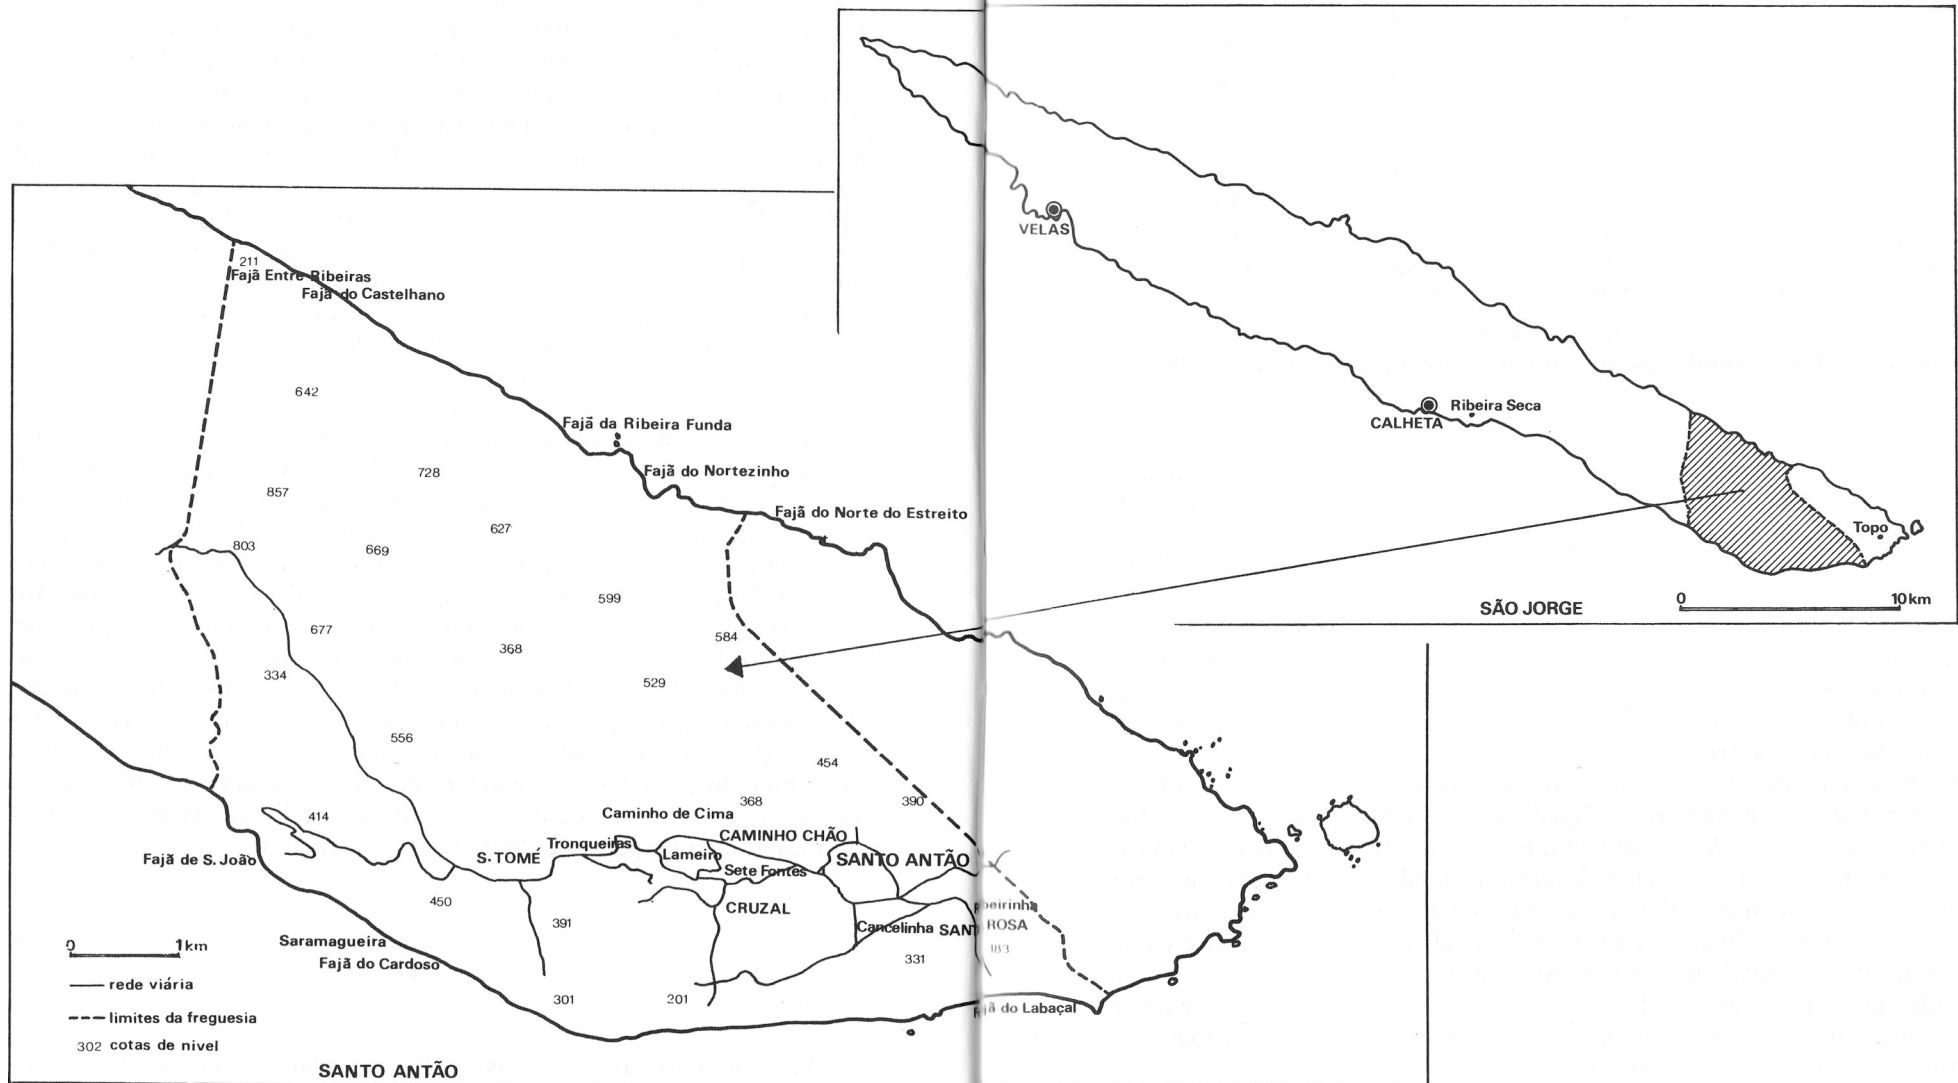 VELAS
CALHETA
Ribeira Seca
Topo
SÃO JORGE
0 10km
211
Fajã Entre Ribeiras
Fajã do Castelhano
642
Fajã da Ribeira Funda
728
Fajã do Nortezinho
857
Fajã do Norte do Estreito
627
803
669
599
677
584
368
334
529
556
454
368
390
414
Caminho de Cima
CAMINHO CHÃO
Tronqueiras
S. TOMÉ
Lameiro
SANTO ANTÃO
Fajã de S. João
Sete Fontes
450
CRUZAL
Ribeirinha
391
Cancelinha
SANTA ROSA
183
Saramagueira
331
Fajã do Cardoso
301
201
Fajã do Labaçal
0 1km
rede viária
limites da freguesia
302 cotas de nivel
SANTO ANTÃO